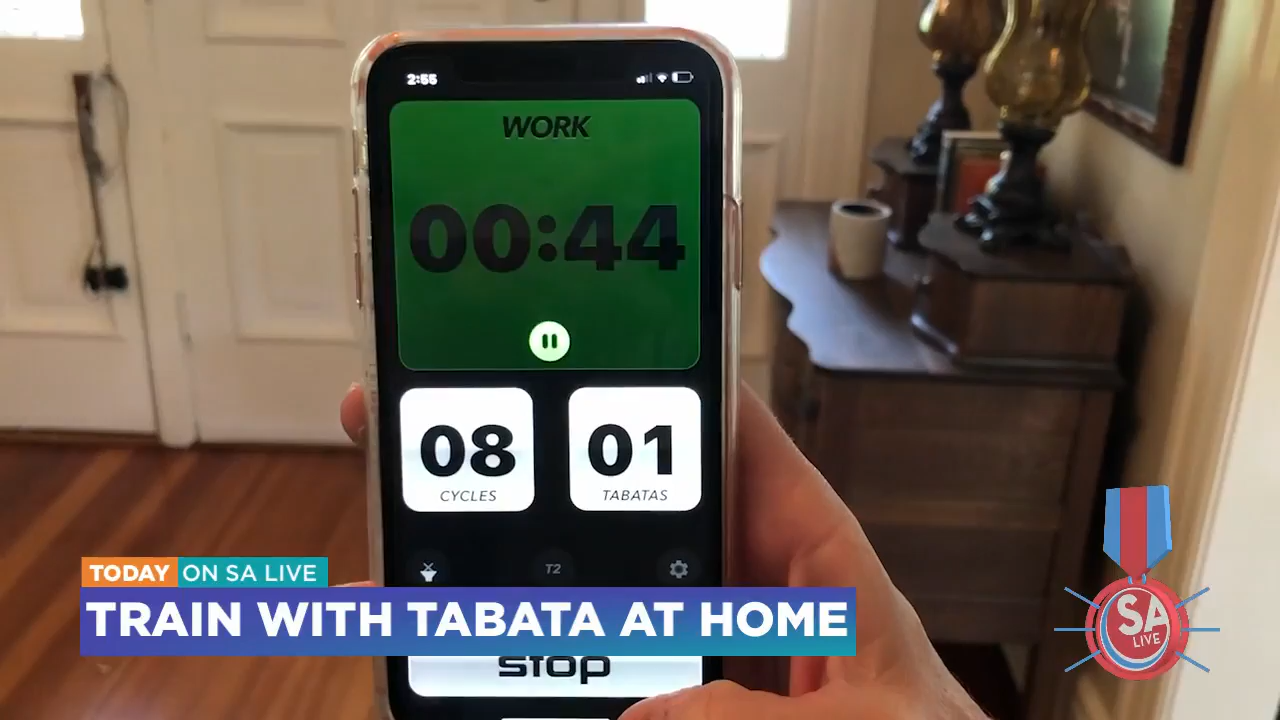 2:55
WORK
00:44
08
CYCLES
01
TABATAS
T2
TODAY ON SA LIVE
TRAIN WITH TABATA AT HOME
stop
SA
LIVE